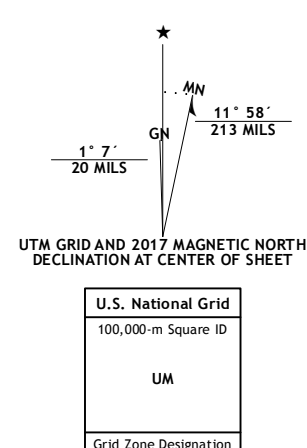 ★
MN
GN
11° 58´
213 MILS
1° 7´
20 MILS
UTM GRID AND 2017 MAGNETIC NORTH
DECLINATION AT CENTER OF SHEET
U.S. National Grid
100,000-m Square ID
UM
Grid Zone Designation